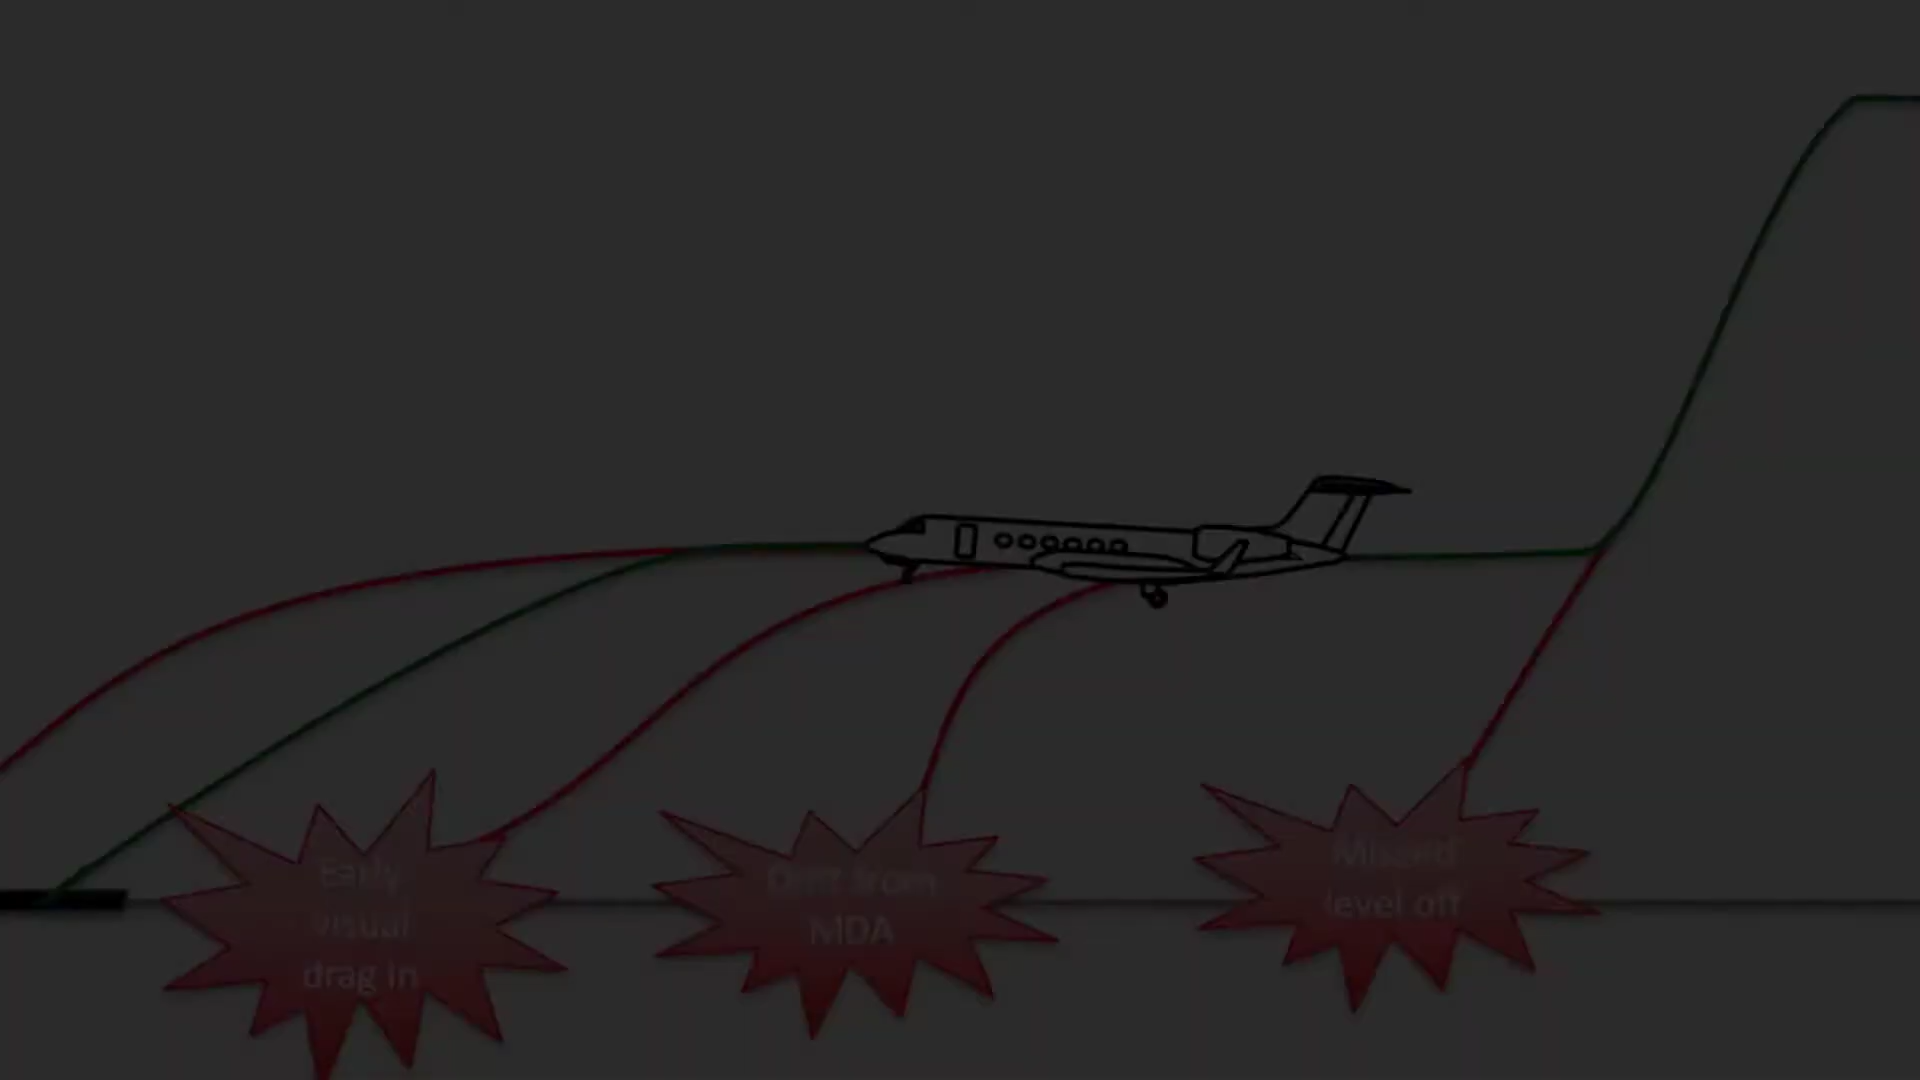 Early
visual
drag in
Drift from
MDA
Missed
level off